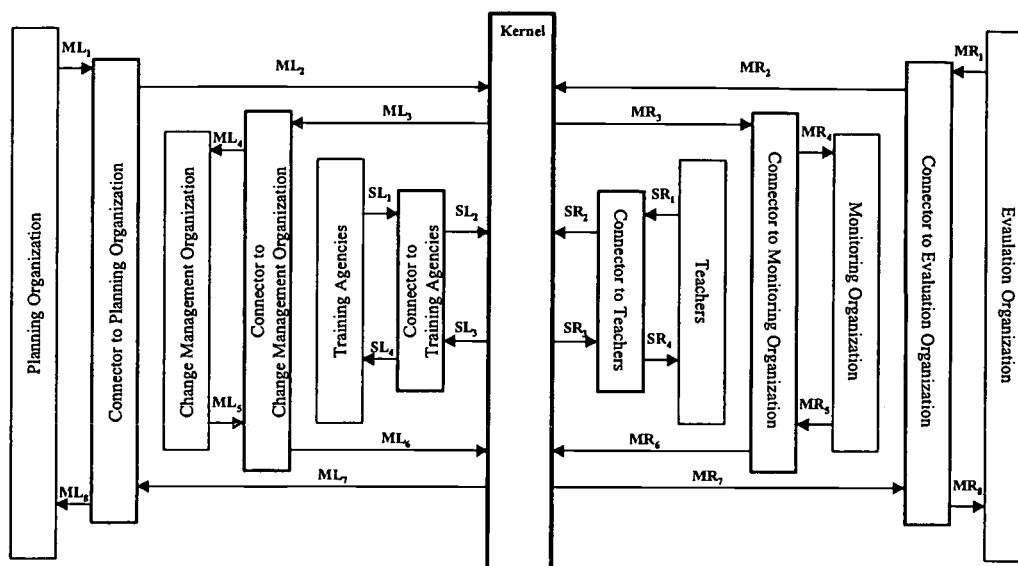 Kernel
ML₁
MR₁
ML₂
MR₂
ML₃
MR₃
ML₄
MR₄
SL₁
SR₁
SL₂
SR₂
Planning Organization
Connector to Planning Organization
Change Management Organization
Connector to
Change Management Organization
Training Agencies
Connector to
Training Agencies
Connector to Teachers
Teachers
Connector to Monitoring Organization
Monitoring Organization
Connector to Evaluation Organization
Evaulation Organization
SL₃
SR₃
SL₄
SR₄
ML₅
MR₅
ML₆
MR₆
ML₇
MR₇
ML₈
MR₈